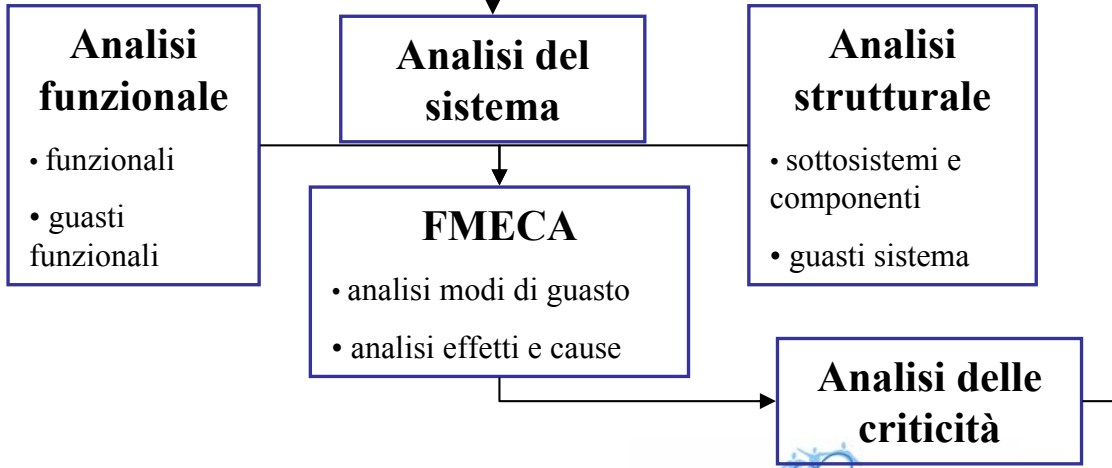 Analisi
funzionale
• funzionali
• guasti
funzionali
Analisi del
sistema
Analisi
strutturale
• sottosistemi e
componenti
• guasti sistema
FMECA
• analisi modi di guasto
• analisi effetti e cause
Analisi delle
criticità